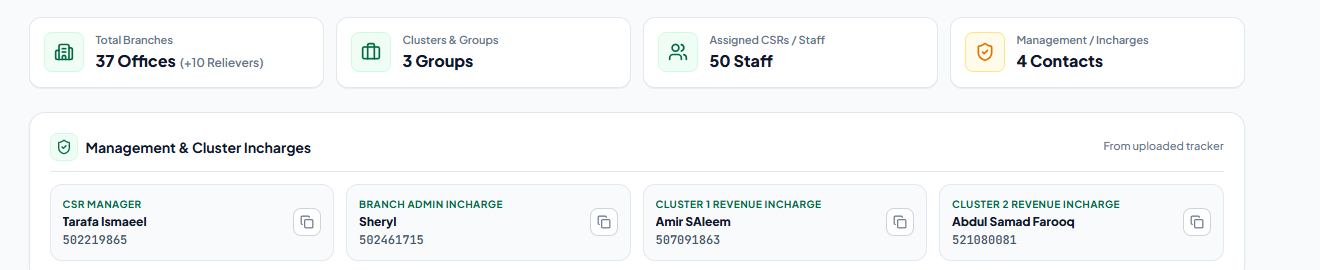 Total Branches
37 Offices (+10 Relievers)
Clusters & Groups
3 Groups
Assigned CSRs / Staff
50 Staff
Management / Incharges
4 Contacts
Management & Cluster Incharges
From uploaded tracker
CSR MANAGER
Tarafa Ismaeel
502219865
BRANCH ADMIN INCHARGE
Sheryl
502461715
CLUSTER 1 REVENUE INCHARGE
Amir SAleem
507091863
CLUSTER 2 REVENUE INCHARGE
Abdul Samad Farooq
521080081